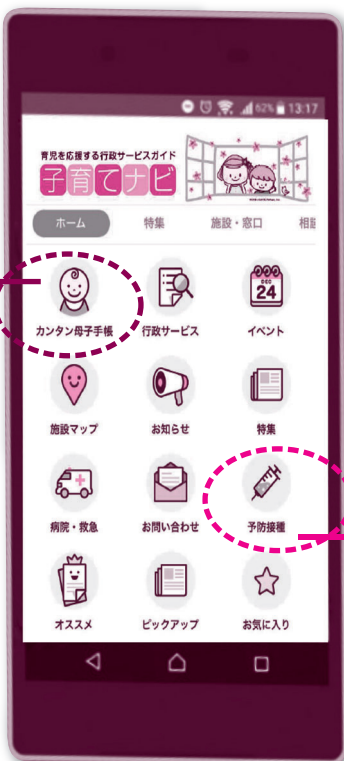 62% 13:17
育児を応援する行政サービスガイド
子育てナビ
ホーム 特集 施設・窓口 相談
DEC
24
カンタン母子手帳 行政サービス イベント
施設マップ お知らせ 特集
病院・救急 お問い合わせ 予防接種
オススメ ピックアップ お気に入り